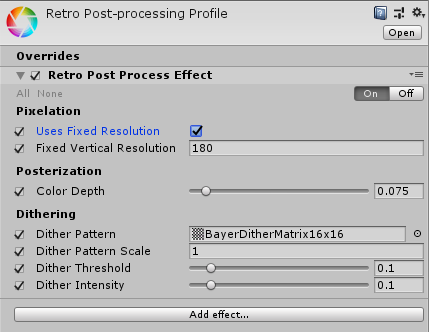 Retro Post-processing Profile
Open
Overrides
Retro Post Process Effect
All None
On Off
Pixelation
Uses Fixed Resolution
Fixed Vertical Resolution 180
Posterization
Color Depth 0.075
Dithering
Dither Pattern BayerDitherMatrix16x16
Dither Pattern Scale 1
Dither Threshold 0.1
Dither Intensity 0.1
Add effect...